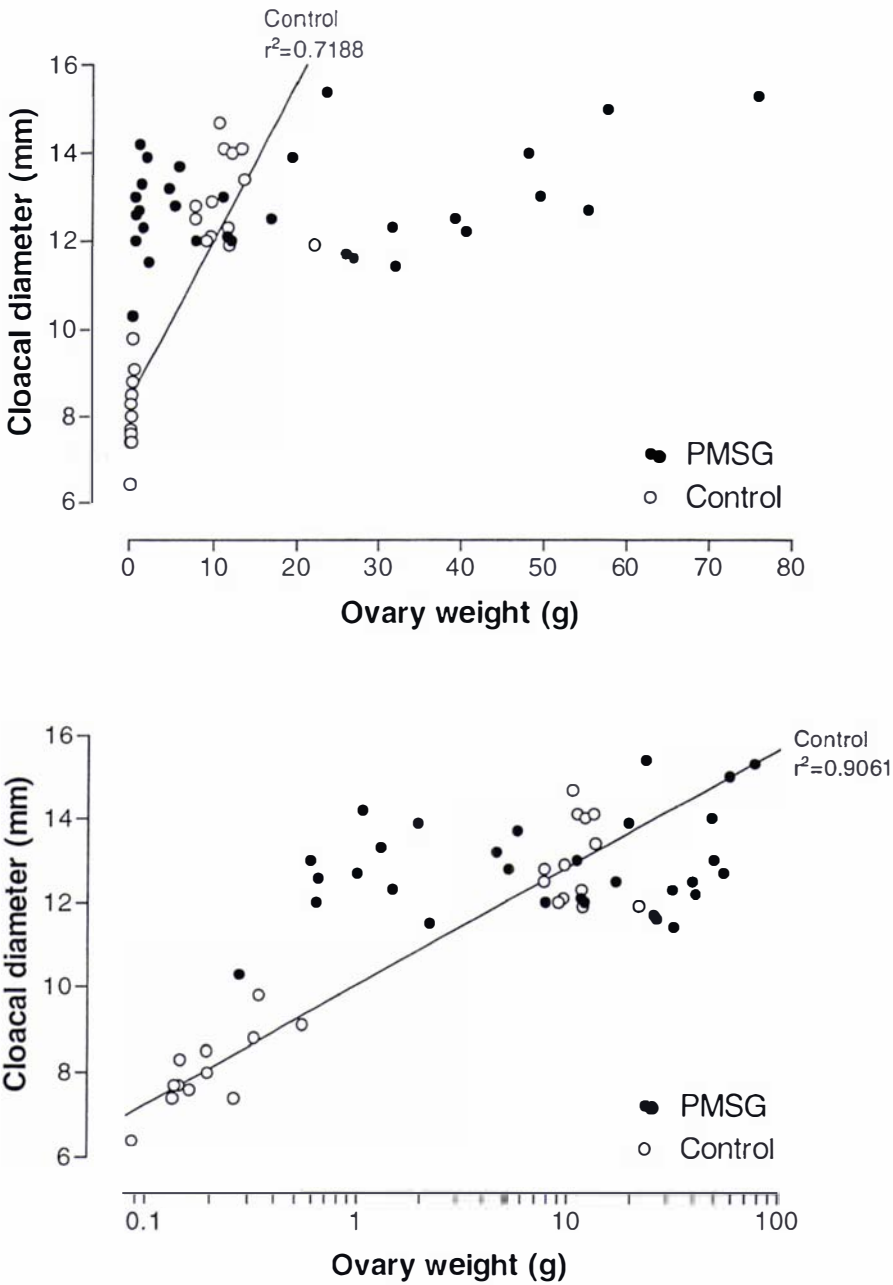 Control
r²=0.7188
16
14
12
10
8
6
Cloacal diameter (mm)
PMSG
Control
0 10 20 30 40 50 60 70 80
Ovary weight (g)
Control
r²=0.9061
16
14
12
10
8
6
Cloacal diameter (mm)
PMSG
Control
0.1 1 10 100
Ovary weight (g)